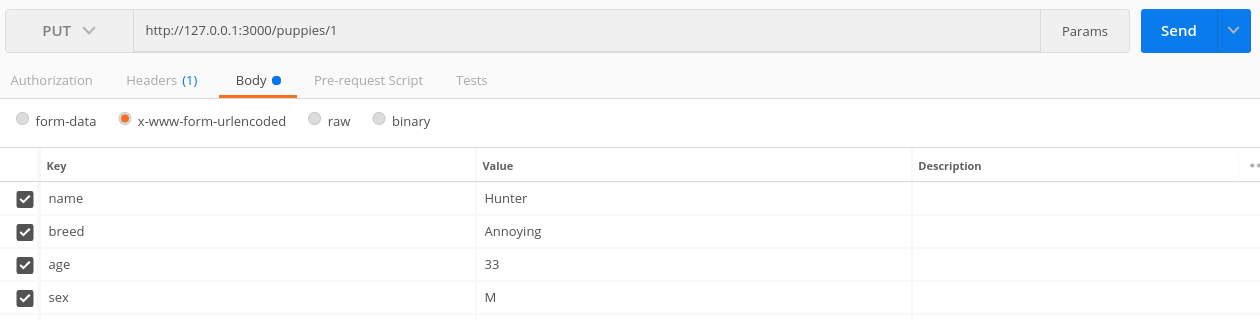 PUT http://127.0.0.1:3000/puppies/1 Params Send
Authorization Headers (1) Body Pre-request Script Tests
form-data x-www-form-urlencoded raw binary
Key Value Description
name Hunter
breed Annoying
age 33
sex M